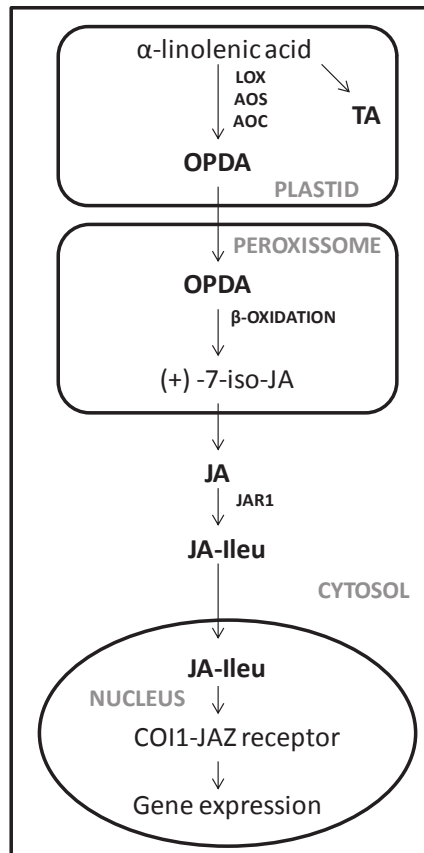 α-linolenic acid
LOX
AOS
AOC
TA
OPDA
PLASTID
PEROXISSOME
OPDA
β-OXIDATION
(+) -7-iso-JA
JA
JAR1
JA-Ileu
CYTOSOL
JA-Ileu
NUCLEUS
COI1-JAZ receptor
Gene expression